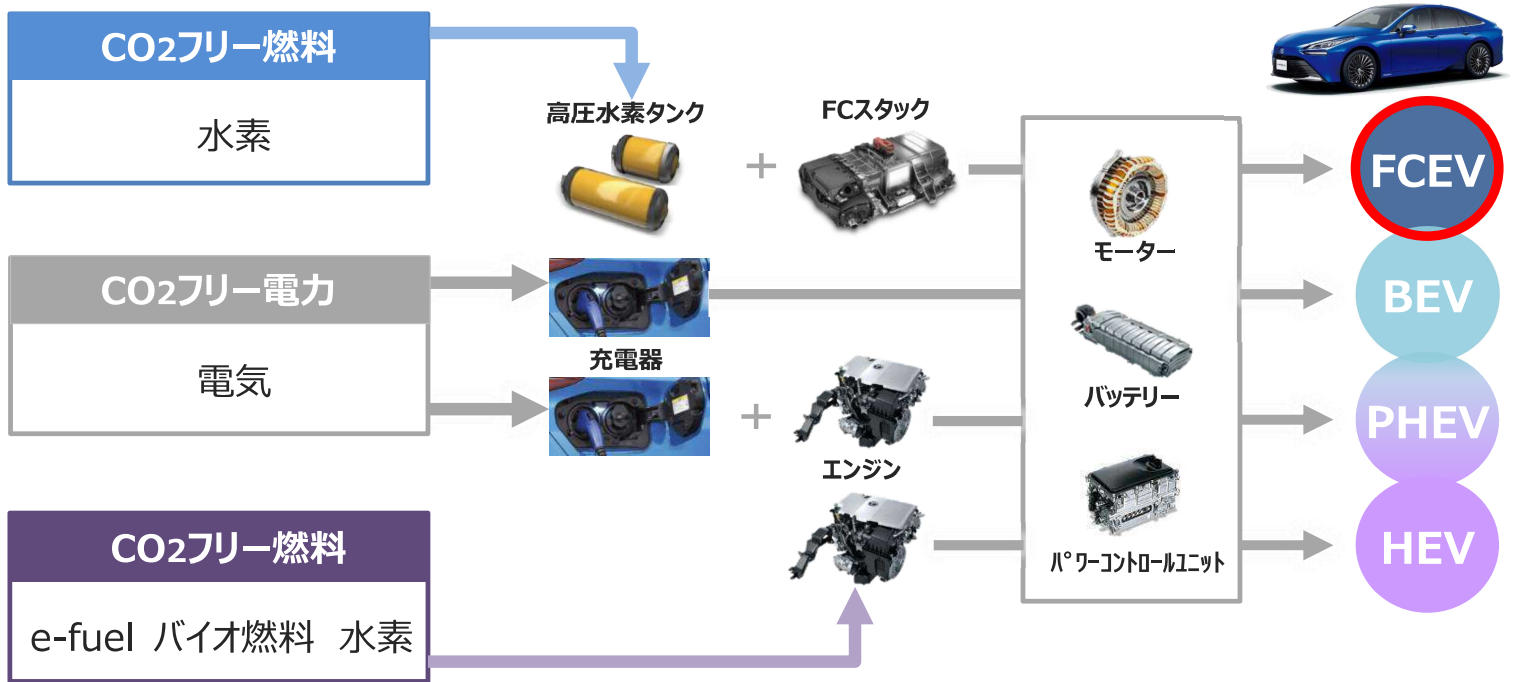 CO2フリー燃料
水素
高圧水素タンク
+
FCスタック
FCEV
モーター
CO2フリー電力
電気
BEV
充電器
バッテリー
+
PHEV
エンジン
CO2フリー燃料
e-fuel バイオ燃料 水素
パワーコントロールユニット
HEV